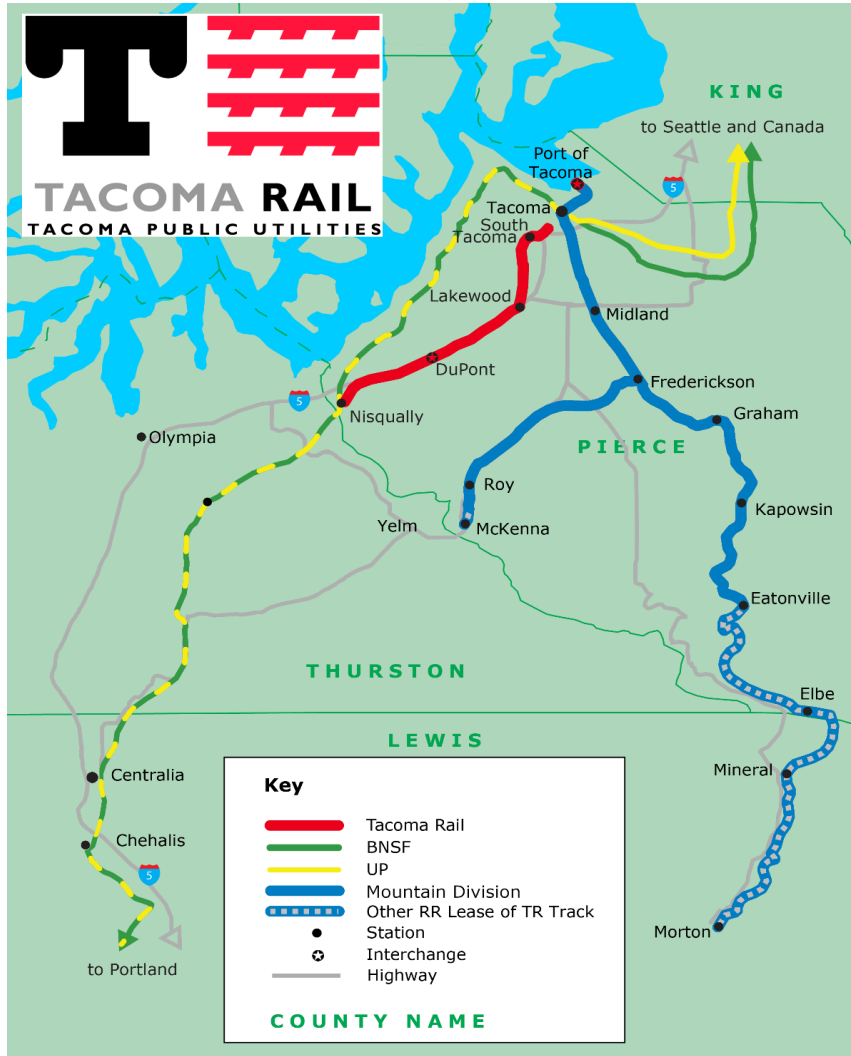 TACOMA RAIL
TACOMA PUBLIC UTILITIES
KING
to Seattle and Canada
Port of
Tacoma
5
Tacoma
South
Tacoma
Lakewood
Midland
DuPont
Frederickson
5
Nisqually
Graham
Olympia
PIERCE
Roy
Kapowsin
Yelm
McKenna
Eatonville
THURSTON
Elbe
LEWIS
Mineral
Centralia
Chehalis
5
Morton
to Portland
Key
Tacoma Rail
BNSF
UP
Mountain Division
Other RR Lease of TR Track
Station
Interchange
Highway
COUNTY NAME